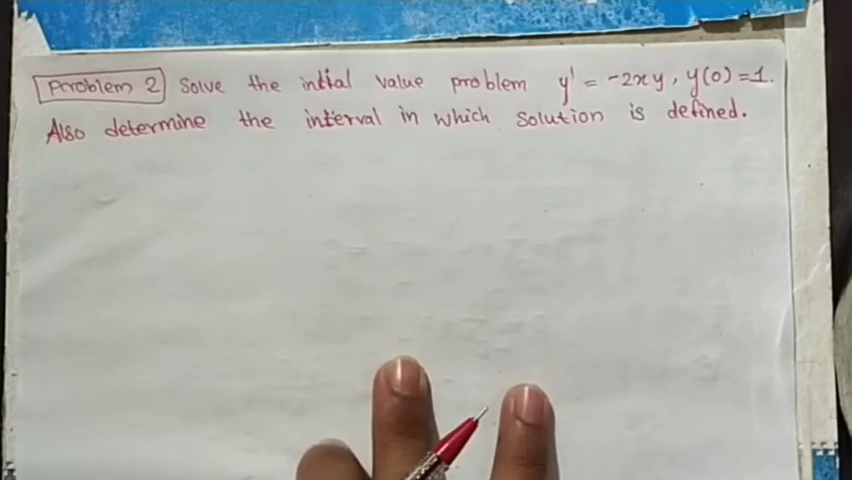 Problem 2 Solve the initial value problem y' = -2xy, y(0)=1.
Also determine the interval in which solution is defined.